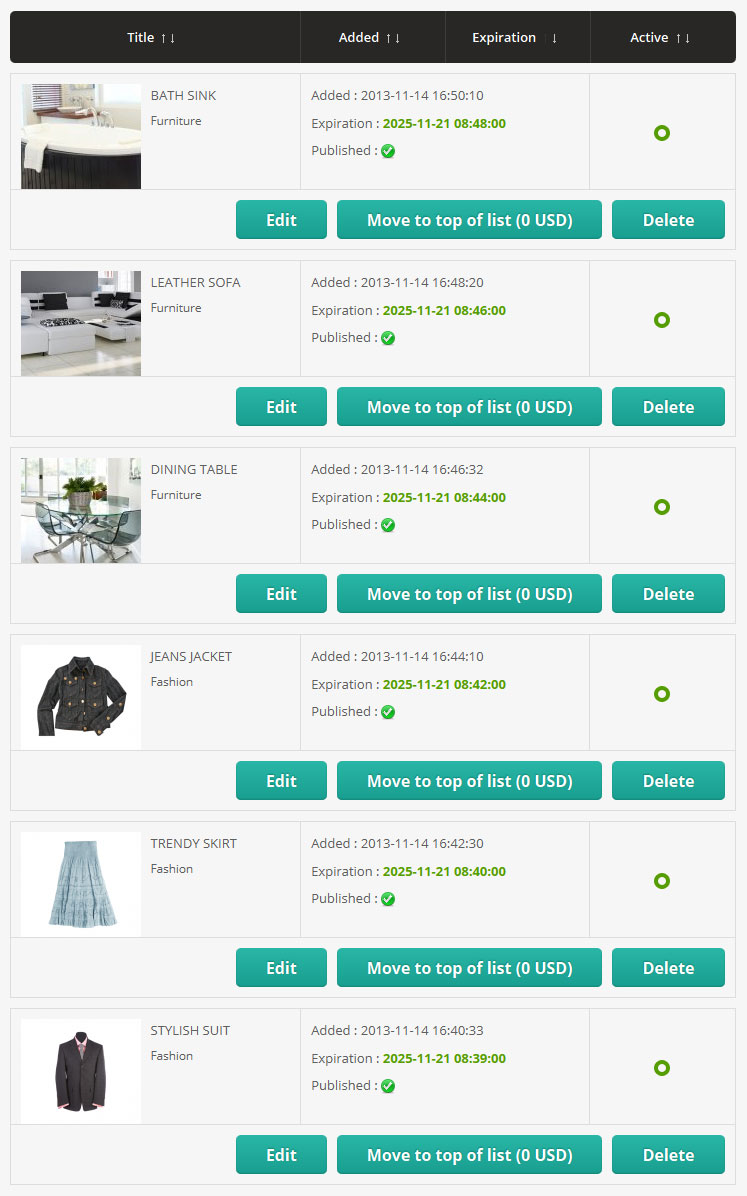 Title ↑↓ Added ↑↓ Expiration ↓ Active ↑↓
BATH SINK
Furniture
Added : 2013-11-14 16:50:10
Expiration : 2025-11-21 08:48:00
Published :
Edit Move to top of list (0 USD) Delete
LEATHER SOFA
Furniture
Added : 2013-11-14 16:48:20
Expiration : 2025-11-21 08:46:00
Published :
Edit Move to top of list (0 USD) Delete
DINING TABLE
Furniture
Added : 2013-11-14 16:46:32
Expiration : 2025-11-21 08:44:00
Published :
Edit Move to top of list (0 USD) Delete
JEANS JACKET
Fashion
Added : 2013-11-14 16:44:10
Expiration : 2025-11-21 08:42:00
Published :
Edit Move to top of list (0 USD) Delete
TRENDY SKIRT
Fashion
Added : 2013-11-14 16:42:30
Expiration : 2025-11-21 08:40:00
Published :
Edit Move to top of list (0 USD) Delete
STYLISH SUIT
Fashion
Added : 2013-11-14 16:40:33
Expiration : 2025-11-21 08:39:00
Published :
Edit Move to top of list (0 USD) Delete